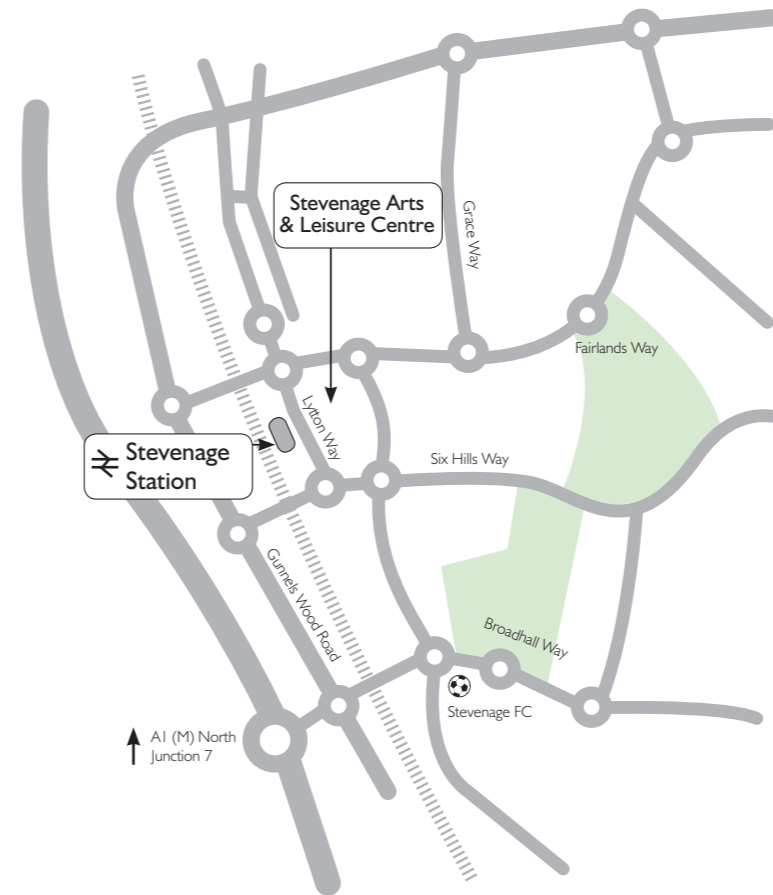 Stevenage Arts
& Leisure Centre
Grace Way
Fairlands Way
Lytton Way
Stevenage
Station
Six Hills Way
Gunnels Wood Road
Broadhall Way
Stevenage FC
A1 (M) North
Junction 7